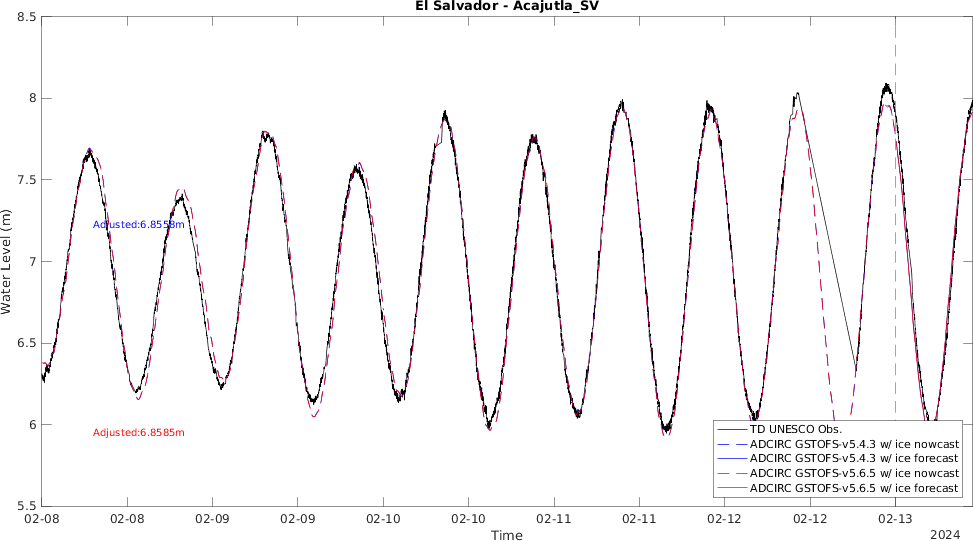 El Salvador - Acajutla_SV
8.5
8
7.5
7
6.5
6
5.5
Water Level (m)
Adjusted:6.8558m
Adjusted:6.8585m
TD UNESCO Obs.
ADCIRC GSTOFS-v5.4.3 w/ ice nowcast
ADCIRC GSTOFS-v5.4.3 w/ ice forecast
ADCIRC GSTOFS-v5.6.5 w/ ice nowcast
ADCIRC GSTOFS-v5.6.5 w/ ice forecast
02-08 02-08 02-09 02-09 02-10 02-10 02-11 02-11 02-12 02-12 02-13
Time
2024